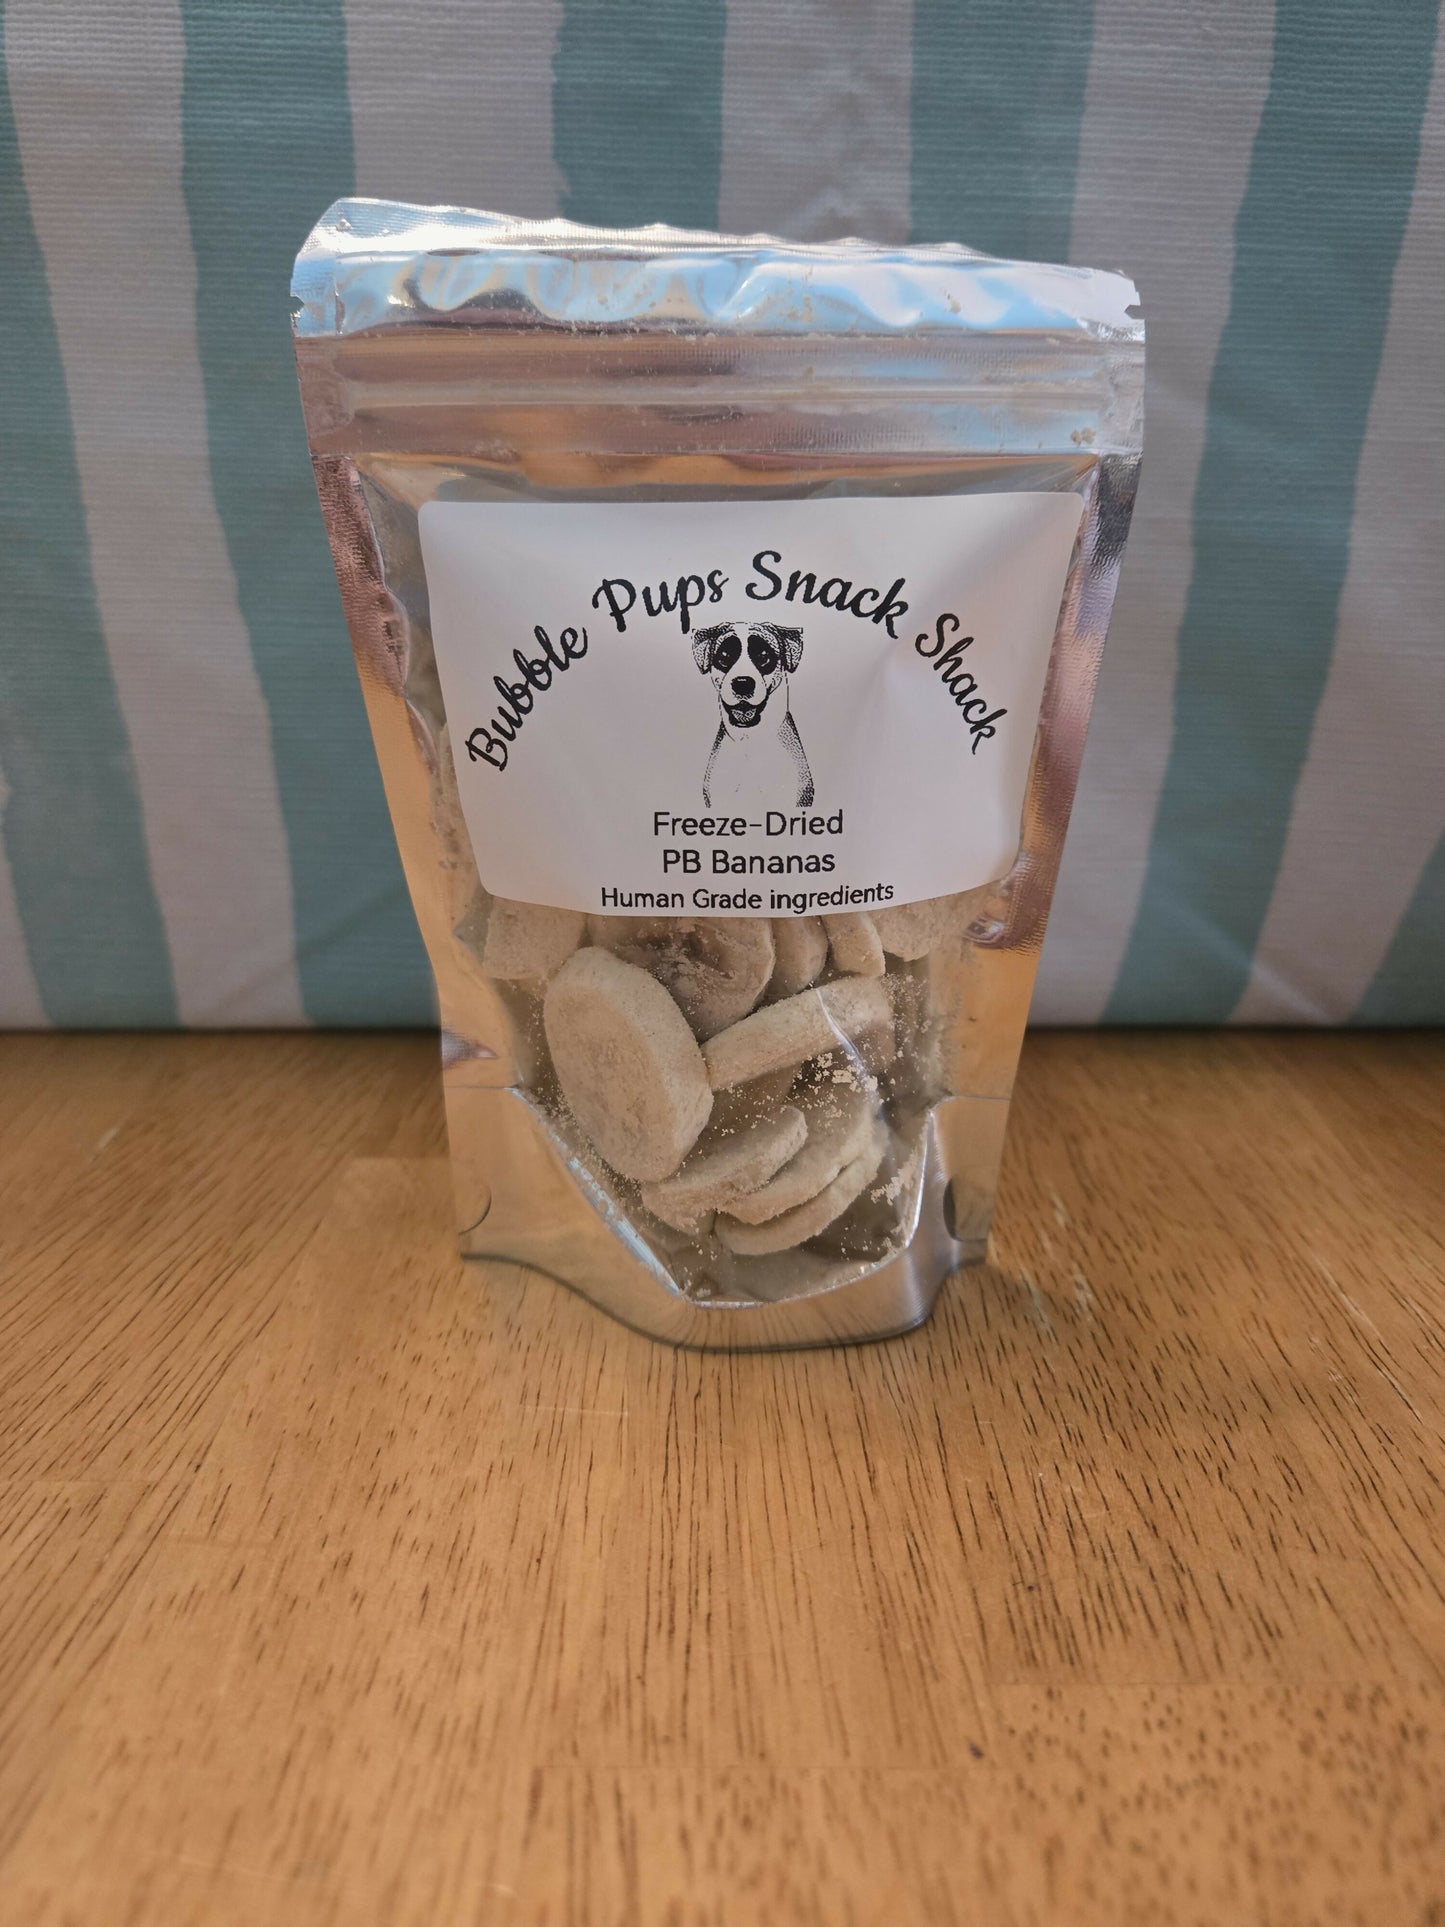 Bubble Pups Snack Shack
Freeze-Dried
PB Bananas
Human Grade ingredients